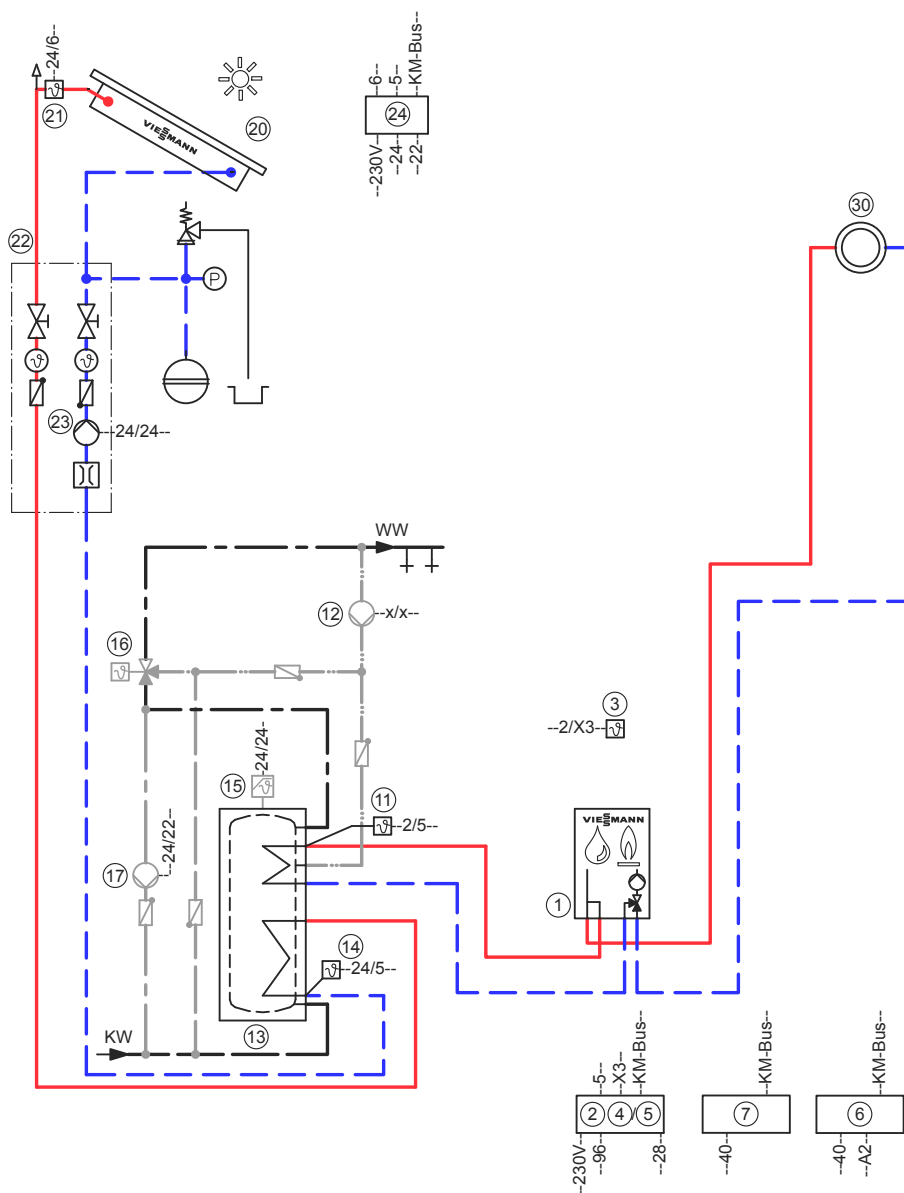 --24/6--
21
VIESMANN
20
--6--
--5--
--KM-Bus--
24
--230V--
--24--
--22--
30
22
P
23
---24/24--
WW
12
--x/x--
16
3
--2/X3--
--24/24--
15
11
--2/5--
--24/22--
17
VIESMANN
1
14
--24/5--
13
KW
--5--
--X3--
--KM-Bus--
2 4 / 5
--230V--
--96--
--28--
--KM-Bus--
7
--40--
--KM-Bus--
6
--40--
--A2--